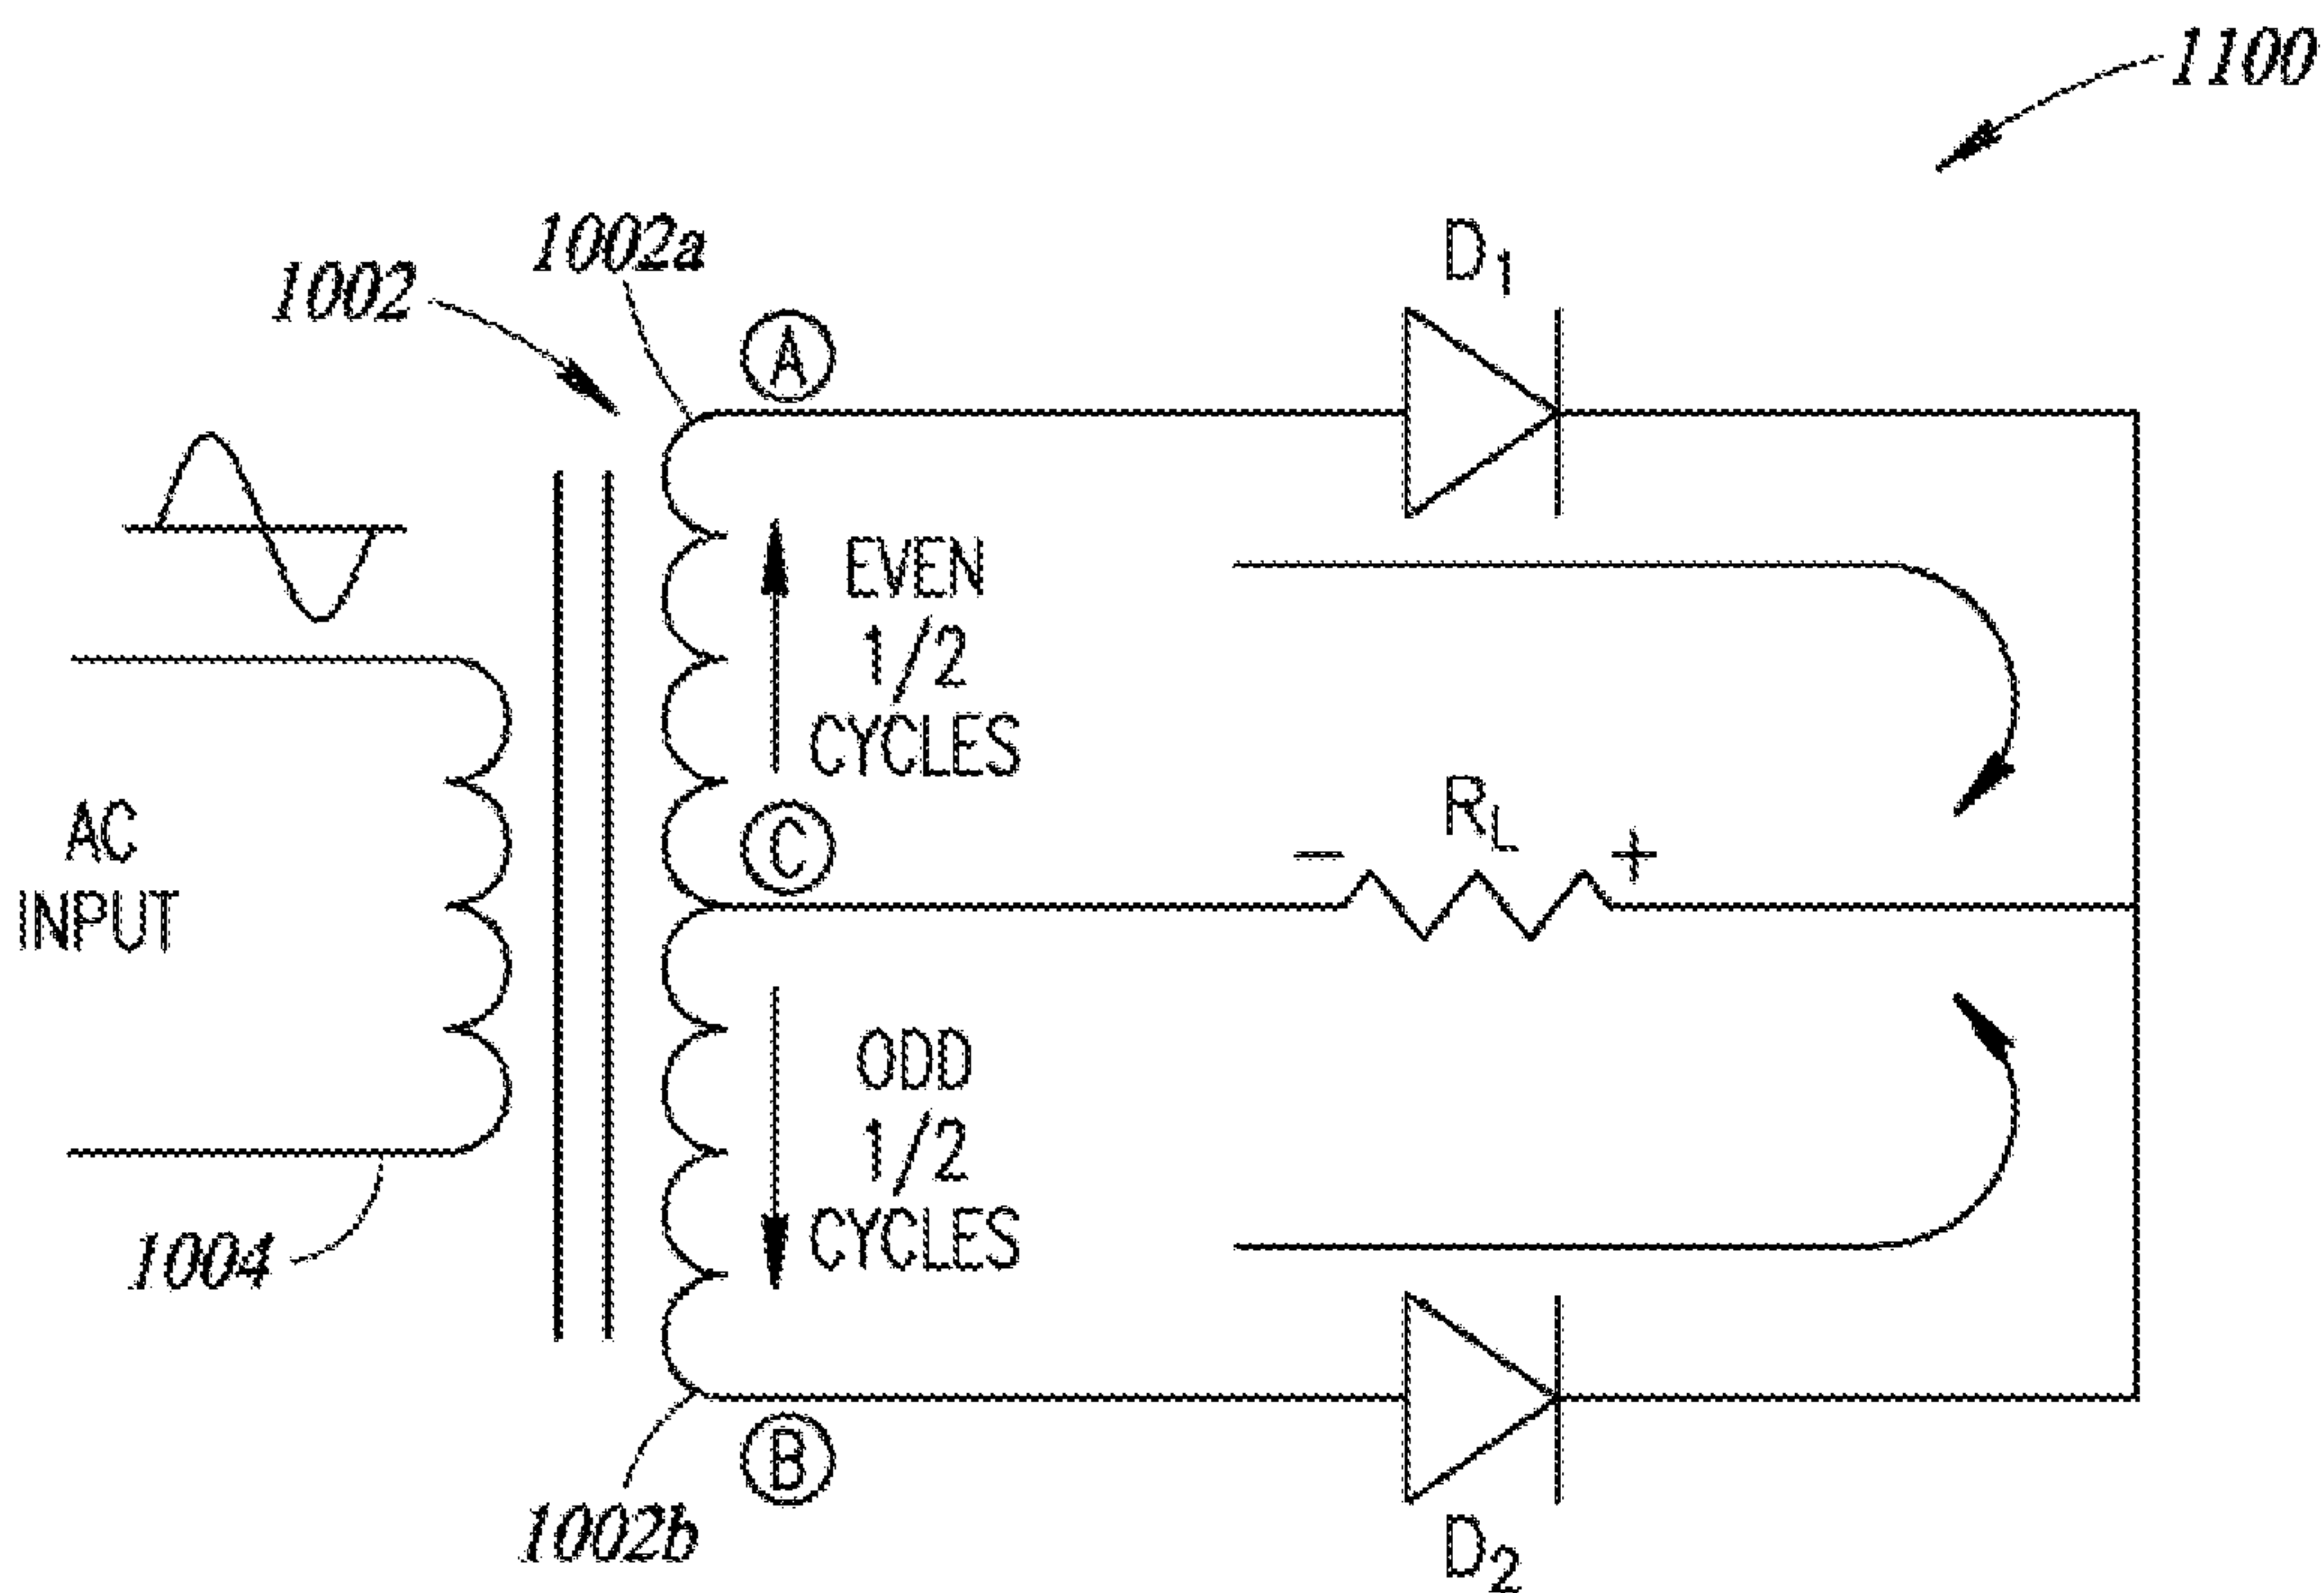 1100
1002a
1002
D1
A
EVEN
1/2
CYCLES
AC
INPUT
C
RL
− +
ODD
1/2
CYCLES
1004
B
1002b
D2